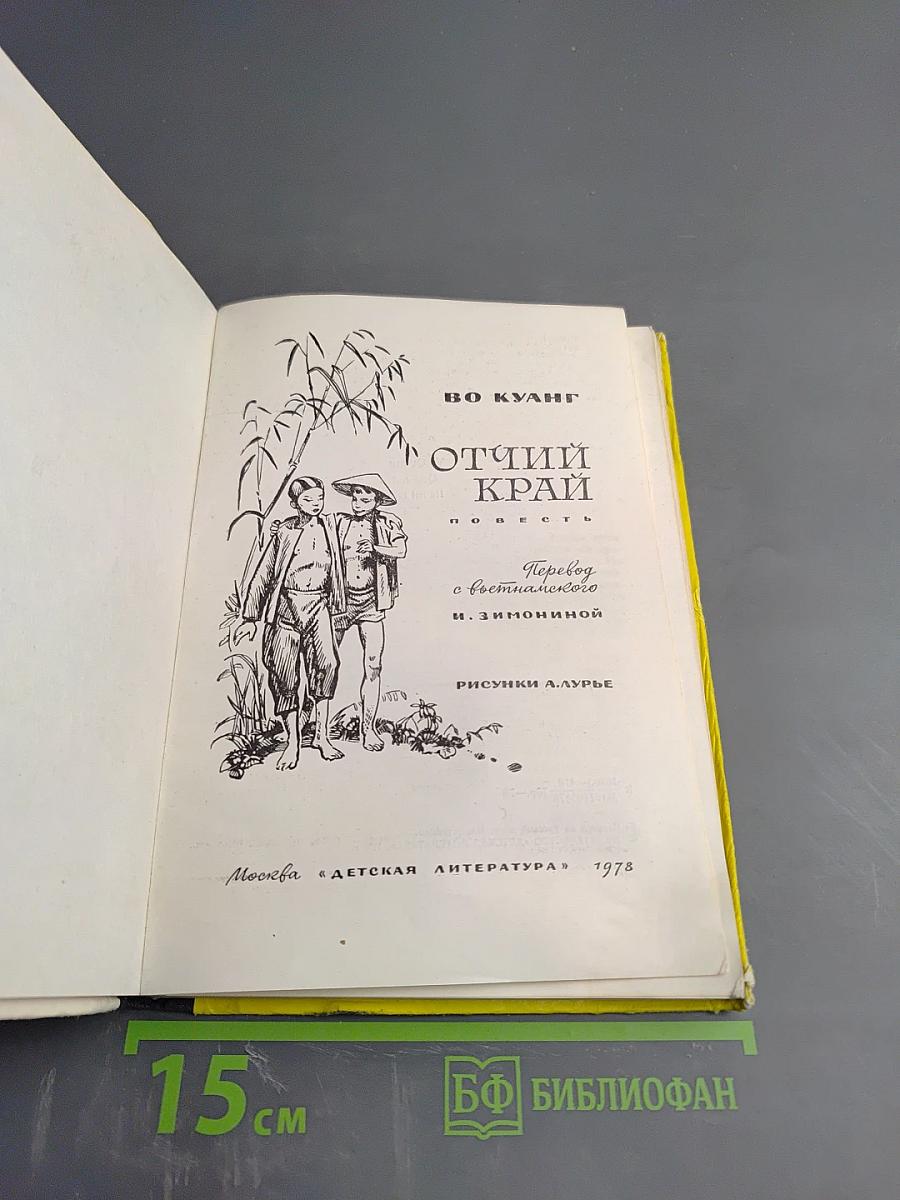 ВО КУАНГ
ОТЧИЙ
КРАЙ
ПОВЕСТЬ
Перевод
с вьетнамского
И. ЗИМОНИНОЙ
РИСУНКИ А. ЛУРЬЕ
Москва «ДЕТСКАЯ ЛИТЕРАТУРА» 1978
15 см
БФ БИБЛИОФАН